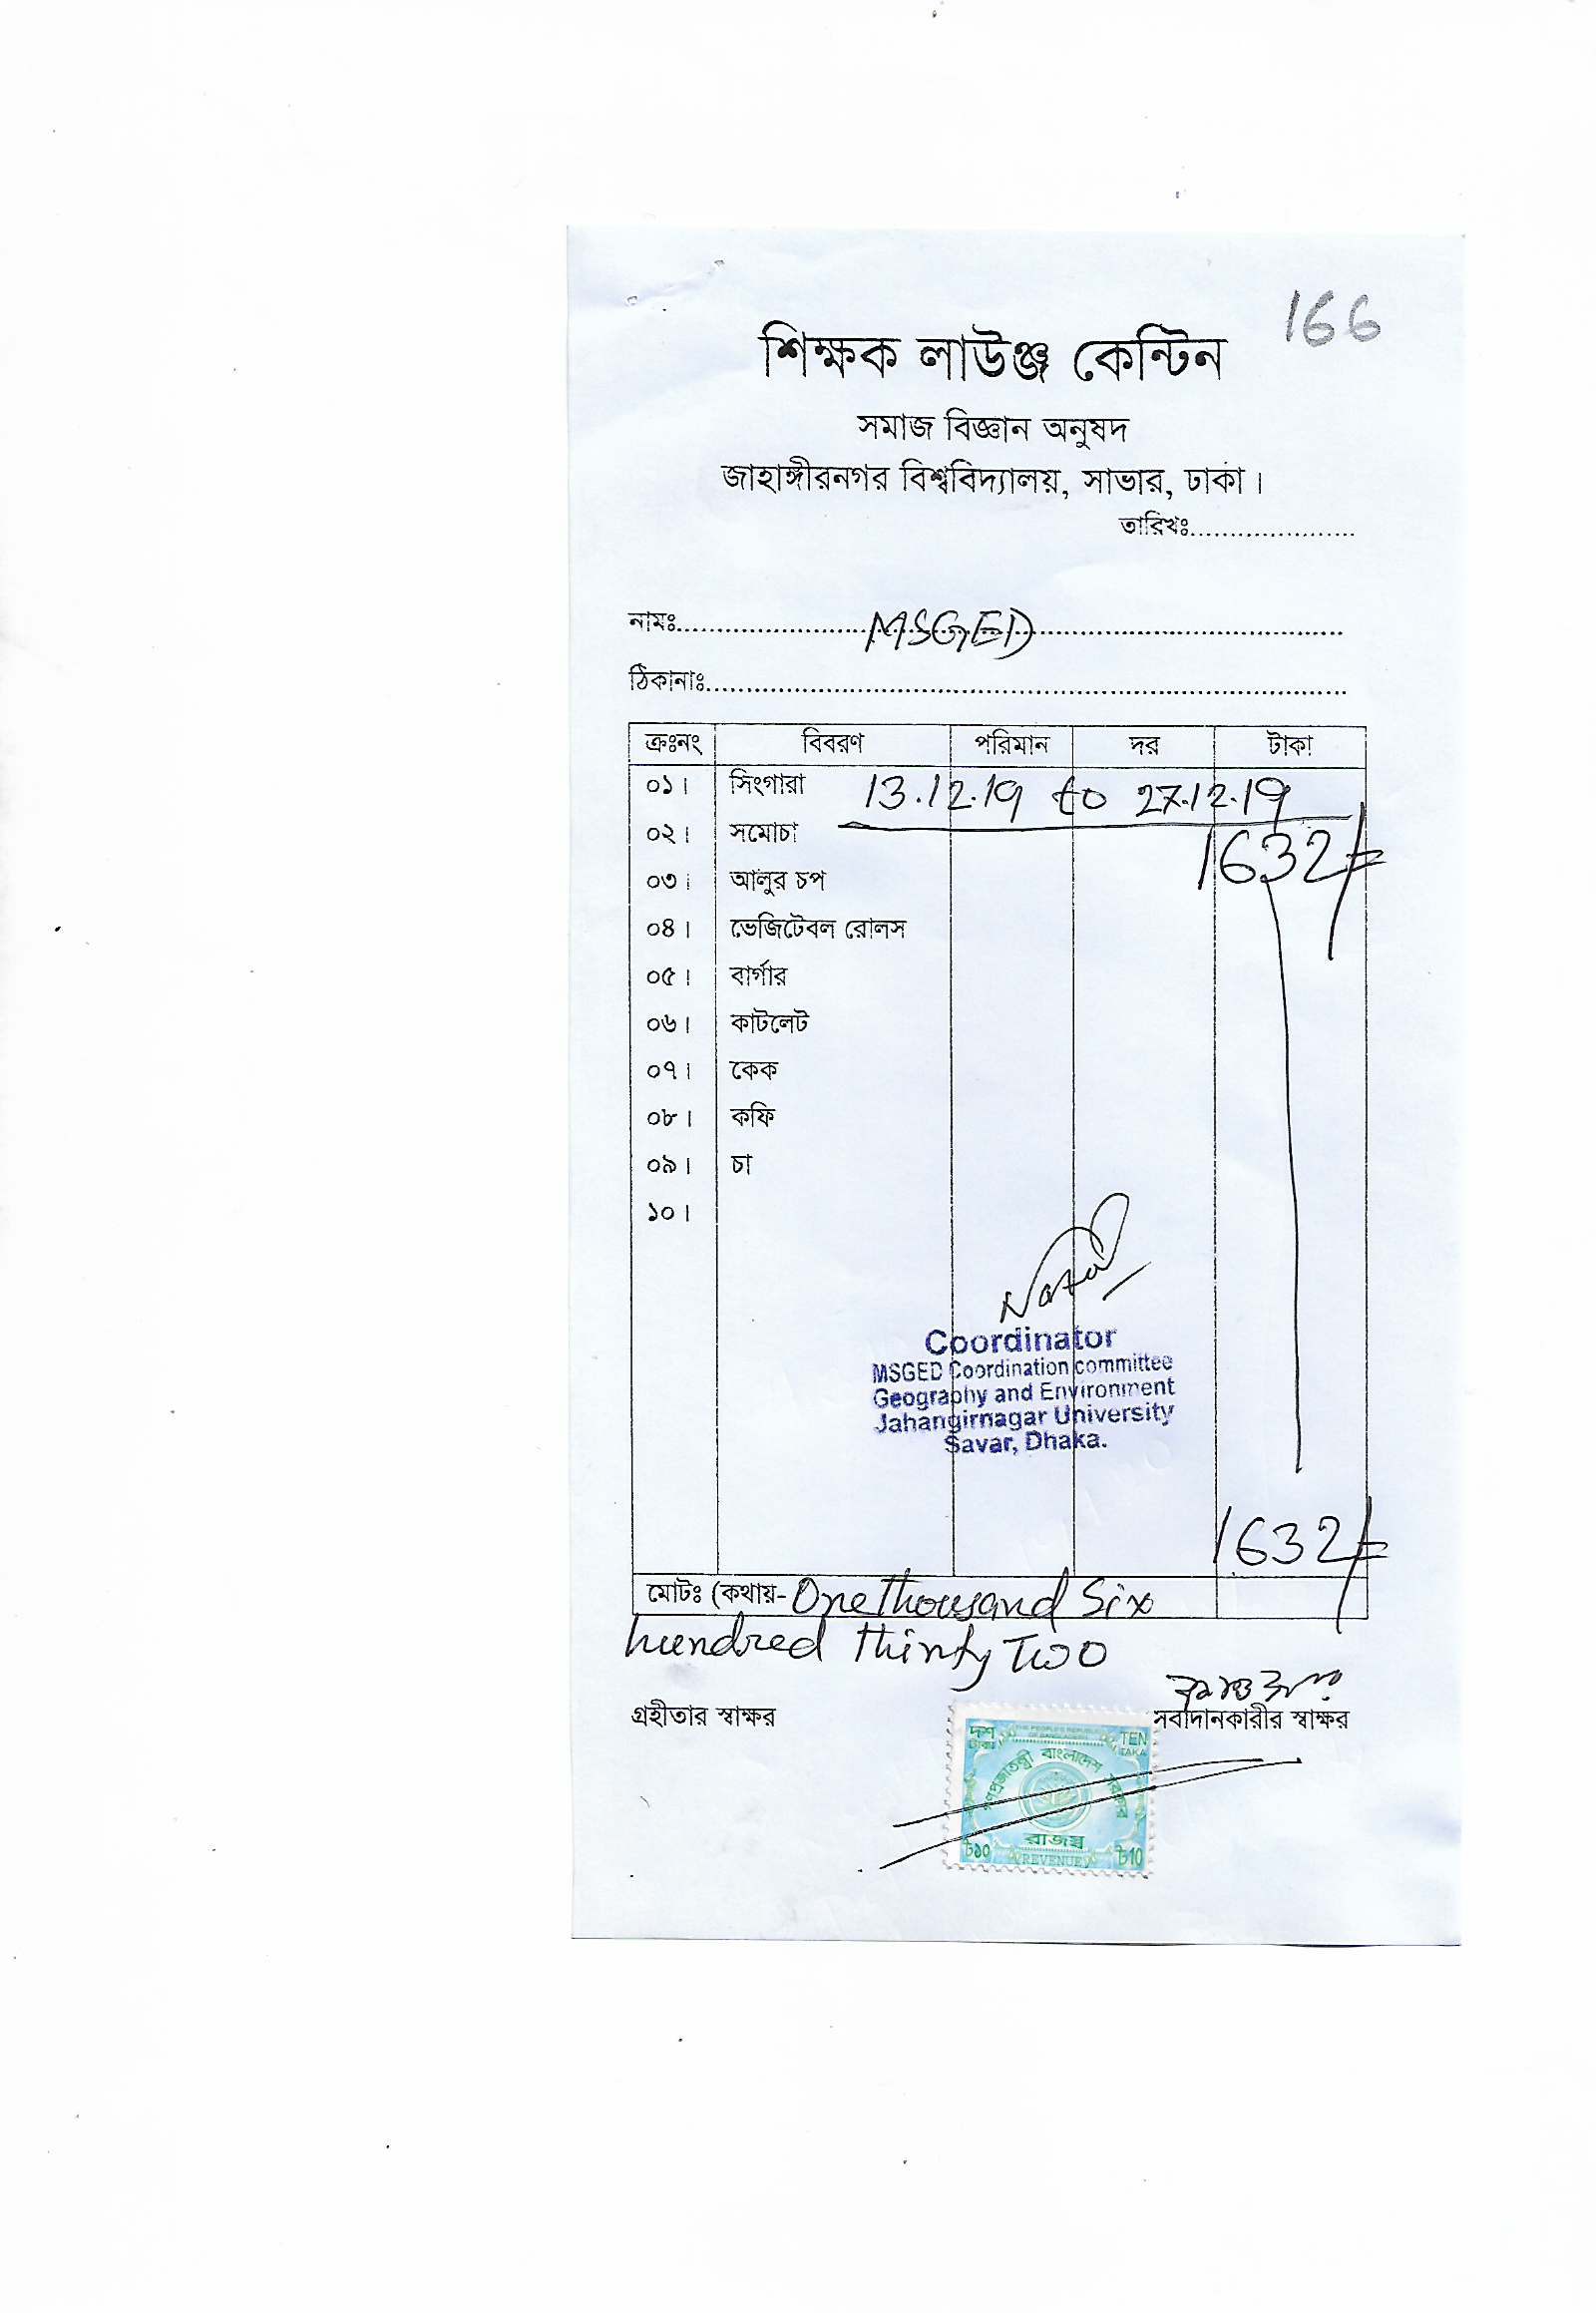 166
শিক্ষক লাউঞ্জ কেন্টিন
সমাজ বিজ্ঞান অনুষদ
জাহাঙ্গীরনগর বিশ্ববিদ্যালয়, সাভার, ঢাকা।
তারিখঃ.....................
নামঃ........................MSGED.......................................
ঠিকানাঃ................................................................................
ক্রঃনং বিবরণ পরিমান দর টাকা
০১। সিংগারা 13.12.19 to 27.12.19
০২। সমোচা 1632/=
০৩। আলুর চপ
০৪। ভেজিটেবল রোলস
০৫। বার্গার
০৬। কাটলেট
০৭। কেক
০৮। কফি
০৯। চা
১০।
Coordinator
MSGED Coordination committee
Geography and Environment
Jahangirnagar University
Savar, Dhaka.
1632/=
মোটঃ (কথায়- One thousand Six
hundred thirty Two
গ্রহীতার স্বাক্ষর সবাদানকারীর স্বাক্ষর
দশ টাকা THE PEOPLE'S REPUBLIC OF BANGLADESH TEN TAKA
গণপ্রজাতন্ত্রী বাংলাদেশ সরকার
রাজস্ব
৳১০ REVENUE ৳10